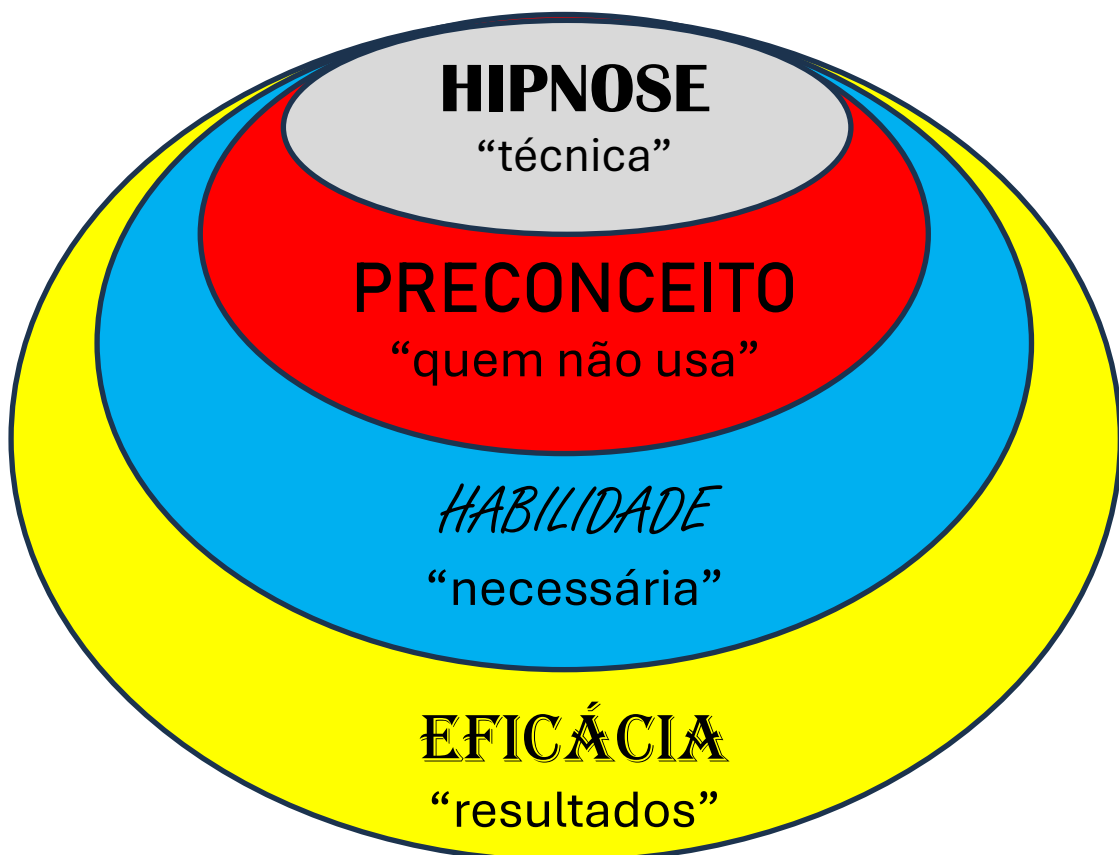 HIPNOSE
“técnica”
PRECONCEITO
“quem não usa”
HABILIDADE
“necessária”
EFICÁCIA
“resultados”